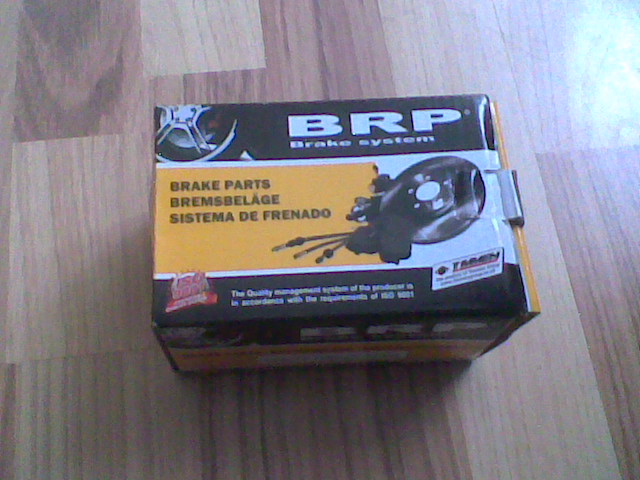 BRP®
Brake system
BRAKE PARTS
BREMSBELÄGE
SISTEMA DE FRENADO
The Quality management system of the producer is
in accordance with the requirements of ISO 9001
BRP